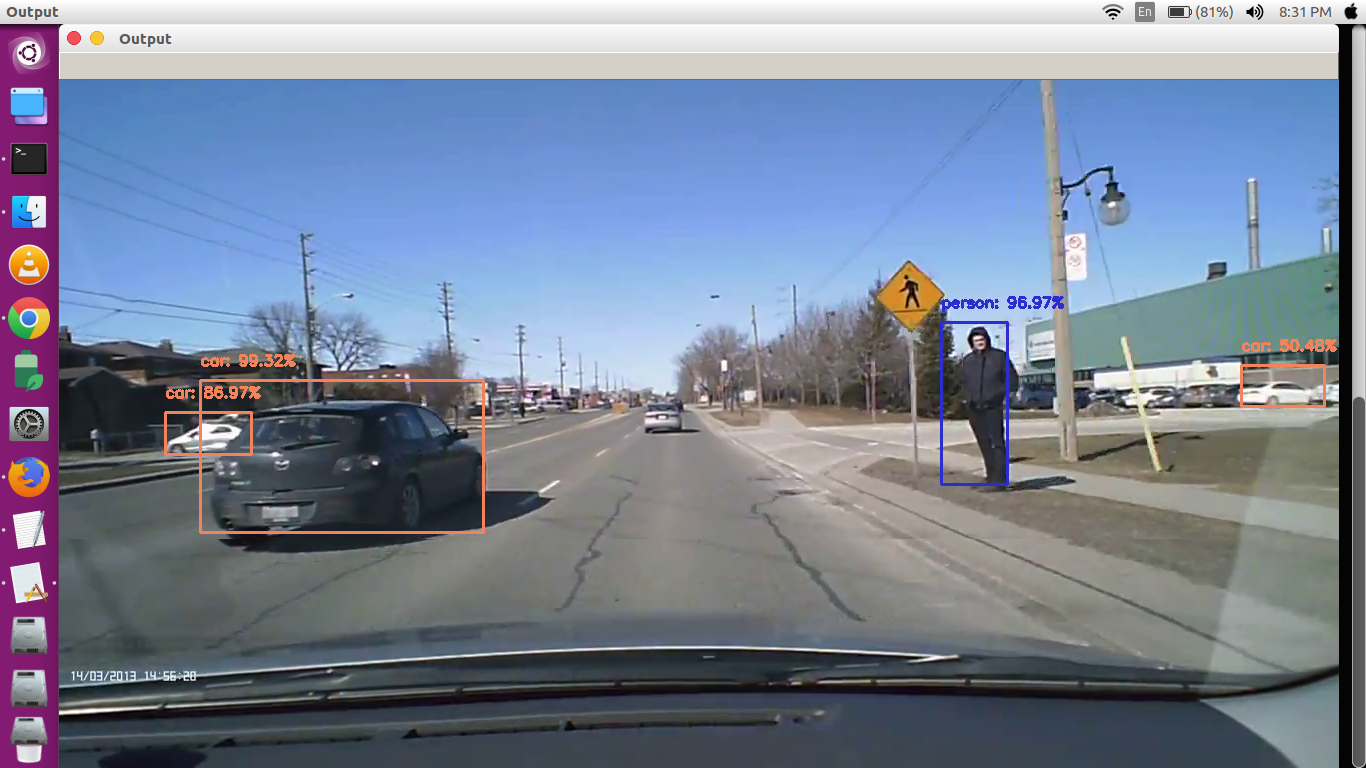 Output
En
(81%)
8:31 PM
Output
person: 96.97%
car: 50.48%
car: 99.32%
car: 86.97%
14/03/2013 14:56:28